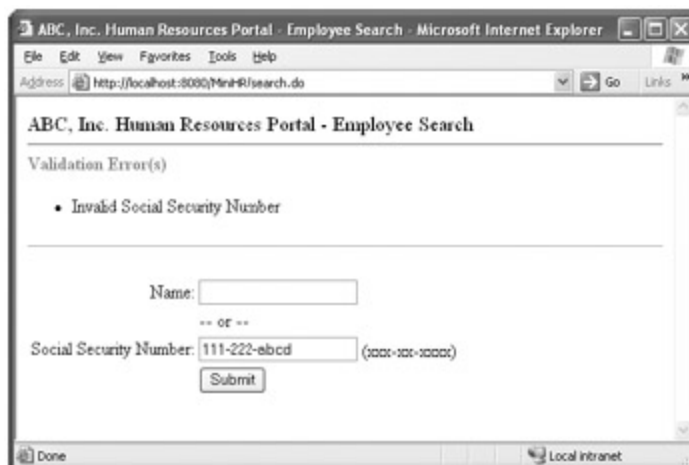 ABC, Inc. Human Resources Portal - Employee Search - Microsoft Internet Explorer
File Edit View Favorites Tools Help
Address http://localhost:8080/MiniHR/search.do Go Links »
ABC, Inc. Human Resources Portal - Employee Search
Validation Error(s)
• Invalid Social Security Number
Name:
-- or --
Social Security Number: 111-222-abcd (xxx-xx-xxxx)
Submit
Done Local intranet